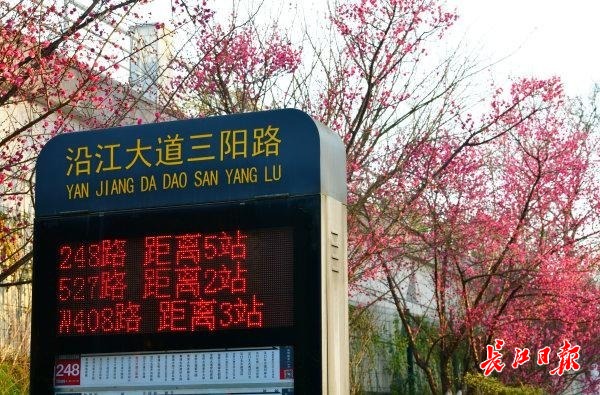 沿江大道三阳路
YAN JIANG DA DAO SAN YANG LU
248路 距离5站
527路 距离2站
W408路 距离3站
248
长江日报